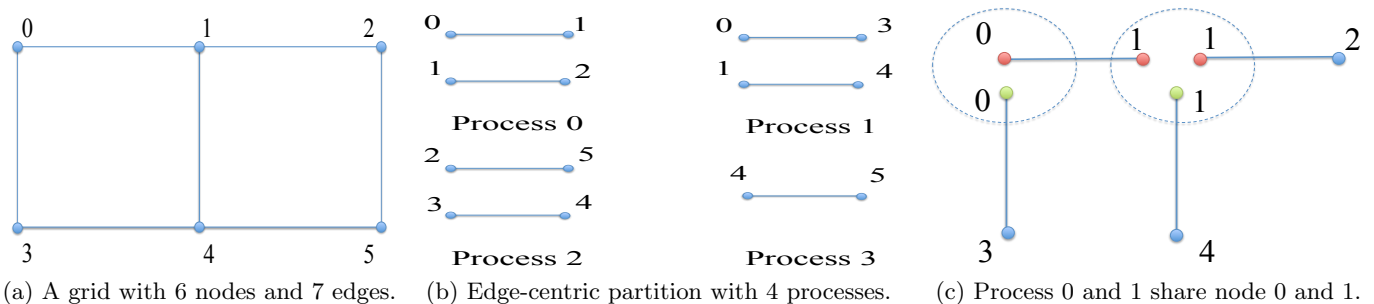 0 1 2
3 4 5
(a) A grid with 6 nodes and 7 edges.
0 1
1 2
Process 0
0 3
1 4
Process 1
2 5
3 4
Process 2
4 5
Process 3
(b) Edge-centric partition with 4 processes.
0 1 1 2
0 1
3 4
(c) Process 0 and 1 share node 0 and 1.